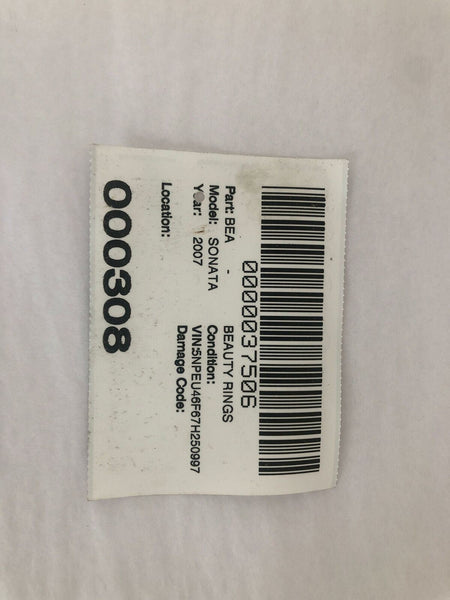 0000037506
Part: BEA - BEAUTY RINGS
Model: SONATA Condition:
Year: 2007 VIN:5NPEU46F67H250997
Damage Code:
Location:
000308